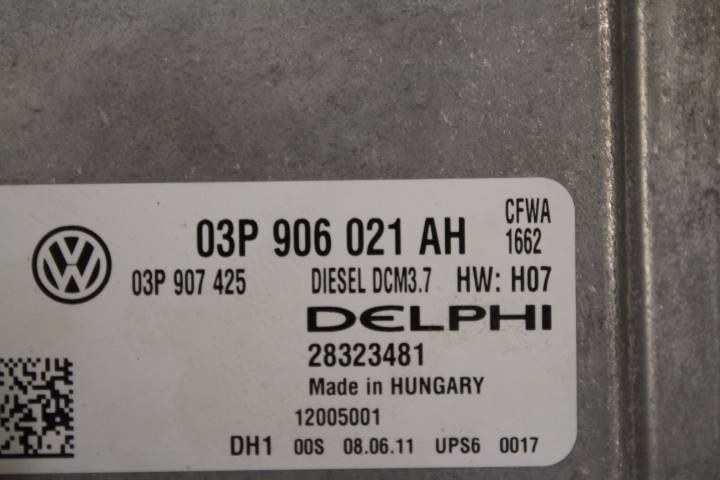 03P 906 021 AH CFWA
1662
03P 907 425 DIESEL DCM3.7 HW: H07
DELPHI
28323481
Made in HUNGARY
12005001
DH1 00S 08.06.11 UPS6 0017